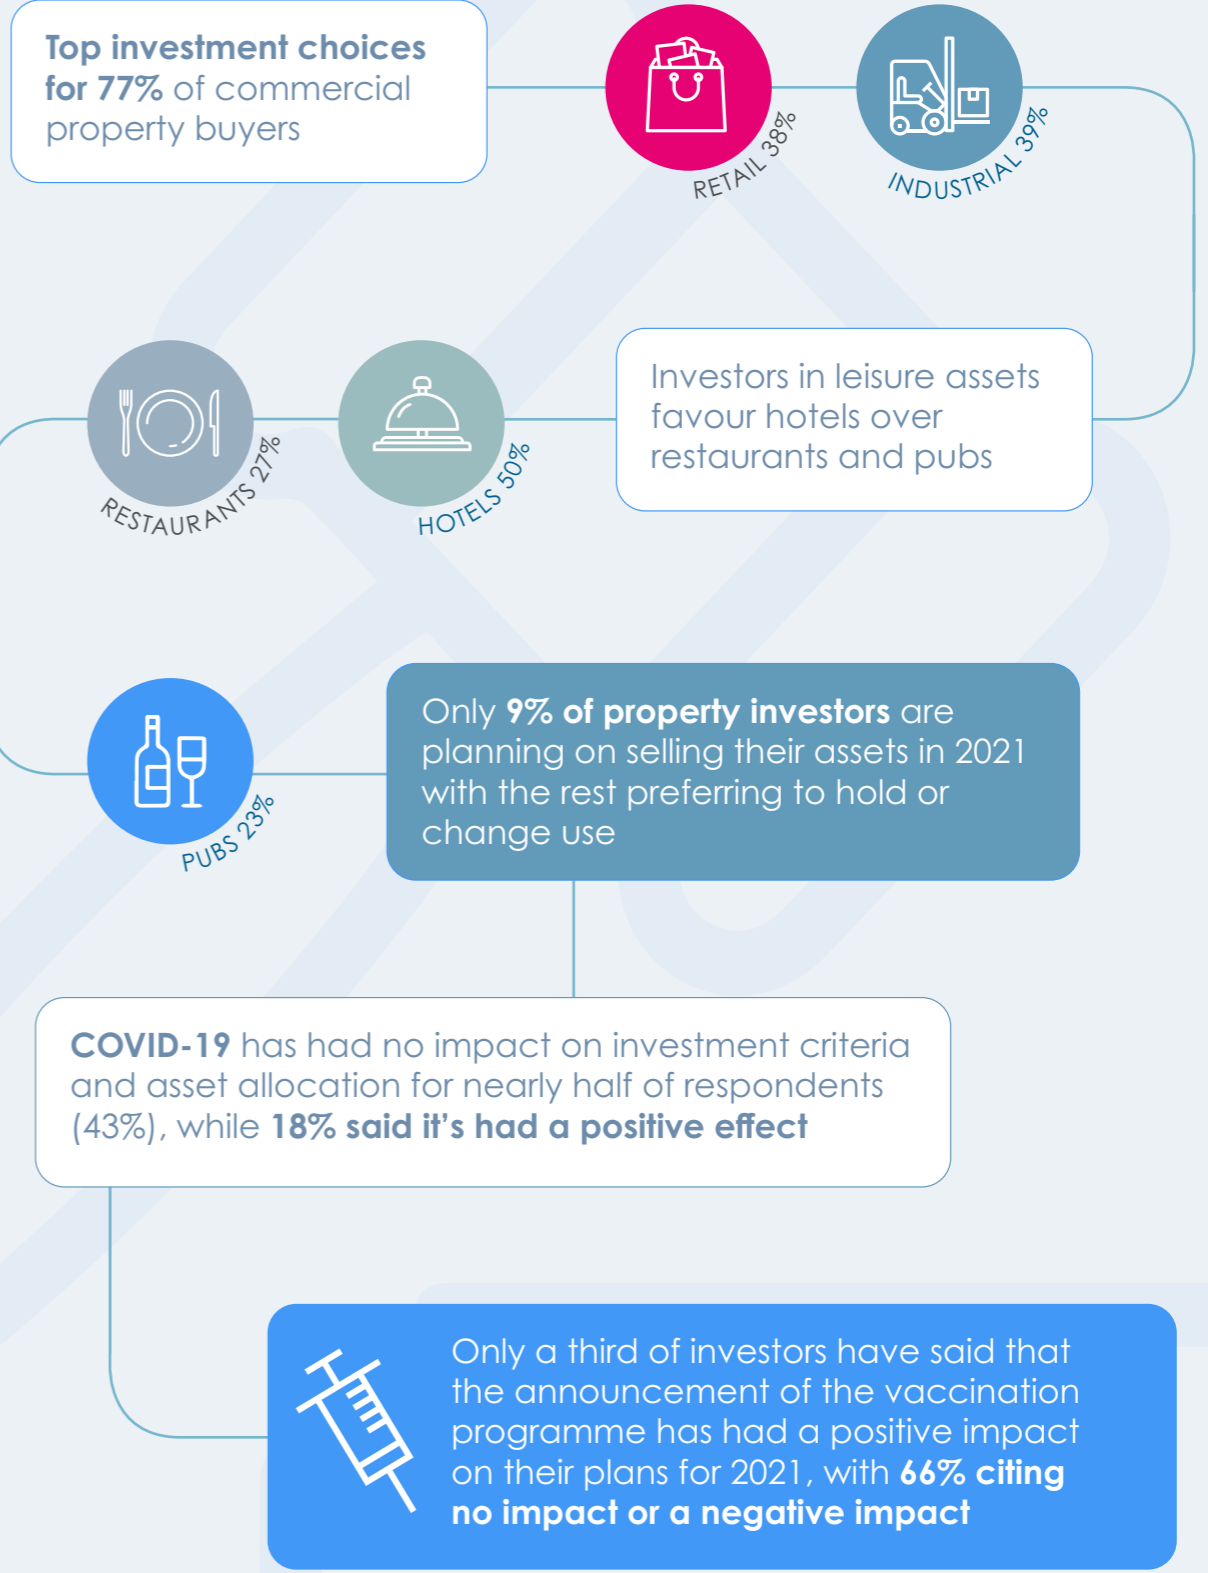 Top investment choices
for 77% of commercial
property buyers
RETAIL 38%
INDUSTRIAL 39%
Investors in leisure assets
favour hotels over
restaurants and pubs
HOTELS 50%
RESTAURANTS 27%
PUBS 23%
Only 9% of property investors are
planning on selling their assets in 2021
with the rest preferring to hold or
change use
COVID-19 has had no impact on investment criteria
and asset allocation for nearly half of respondents
(43%), while 18% said it’s had a positive effect
Only a third of investors have said that
the announcement of the vaccination
programme has had a positive impact
on their plans for 2021, with 66% citing
no impact or a negative impact